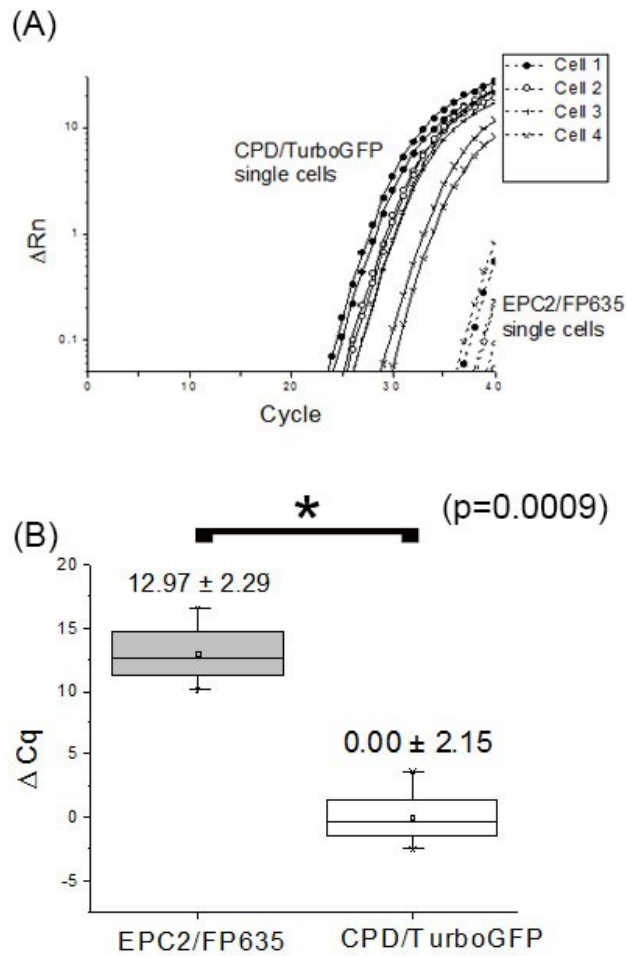 (A)
Cell 1
Cell 2
Cell 3
Cell 4
CPD/TurboGFP
single cells
EPC2/FP635
single cells
ΔRn
10
1
0.1
0 10 20 30 40
Cycle
(B)
*
(p=0.0009)
12.97 ± 2.29
0.00 ± 2.15
Δ Cq
20
15
10
5
0
-5
EPC2/FP635 CPD/TurboGFP